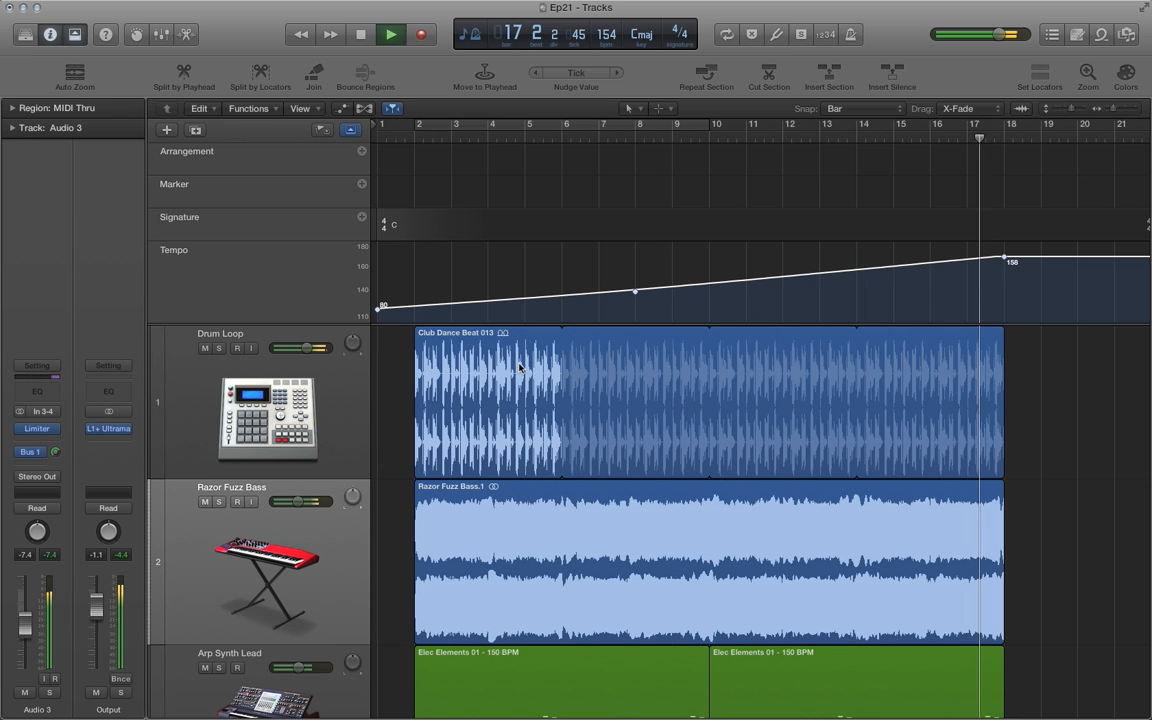 Ep21 - Tracks
17 2 2 45 154 Cmaj 4/4
bar beat div tick bpm key signature
S 1234
Auto Zoom Split by Playhead Split by Locators Join Bounce Regions Move to Playhead Tick Nudge Value Repeat Section Cut Section Insert Section Insert Silence Set Locators Zoom Colors
Region: MIDI Thru Edit Functions View Snap: Bar Drag: X-Fade
Track: Audio 3
1 2 3 4 5 6 7 8 9 10 11 12 13 14 15 16 17 18 19 20 21
Arrangement
Marker
Signature 4 4 C 4 4
Tempo 180 160 140 110
80
158
Drum Loop
M S R I
1
Club Dance Beat 013
Setting Setting
EQ EQ
In 3-4
Limiter L1+ Ultrama
Bus 1
Stereo Out
Read Read
-7.4 -7.4 -1.1 -4.4
I R Bnce
M S M S
Audio 3 Output
Razor Fuzz Bass
M S R I
2
Razor Fuzz Bass.1
Arp Synth Lead
M S R
Elec Elements 01 - 150 BPM Elec Elements 01 - 150 BPM